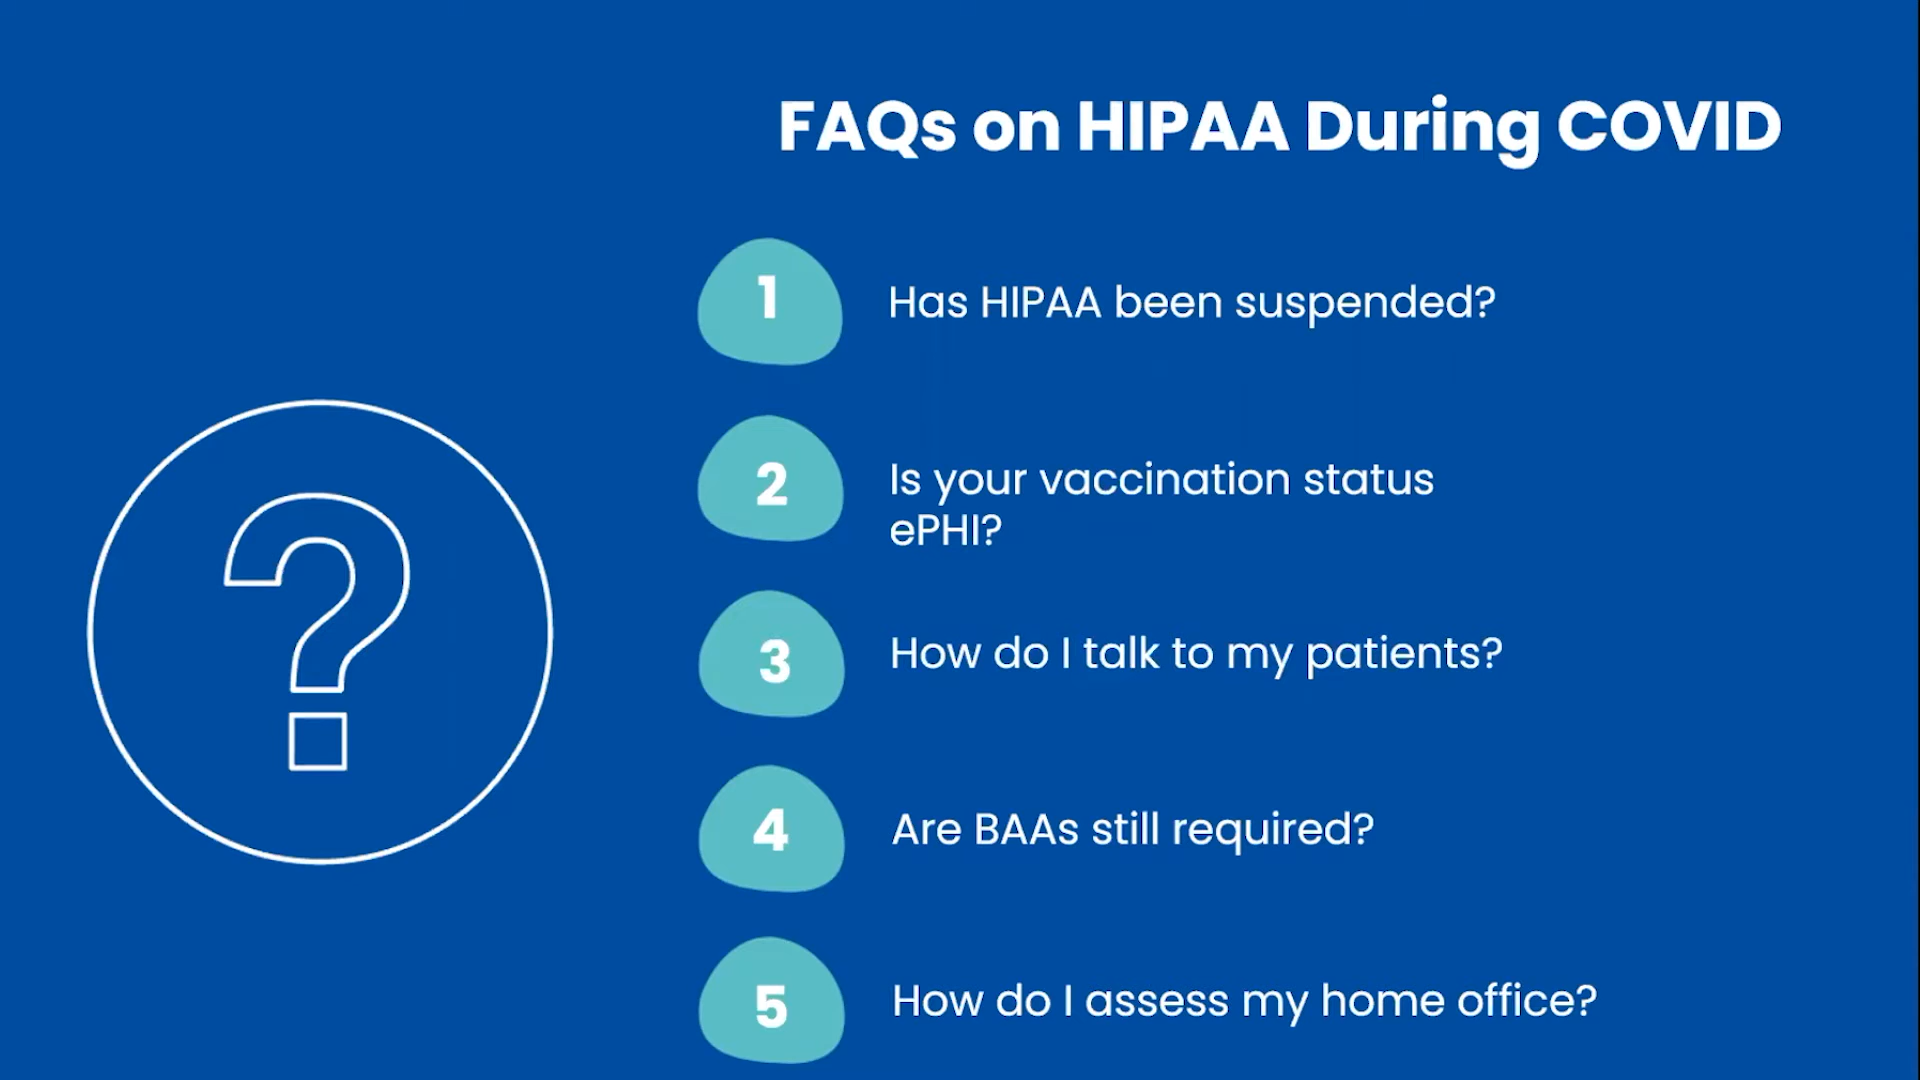 FAQs on HIPAA During COVID
1
Has HIPAA been suspended?
2
Is your vaccination status
ePHI?
3
How do I talk to my patients?
4
Are BAAs still required?
5
How do I assess my home office?
?